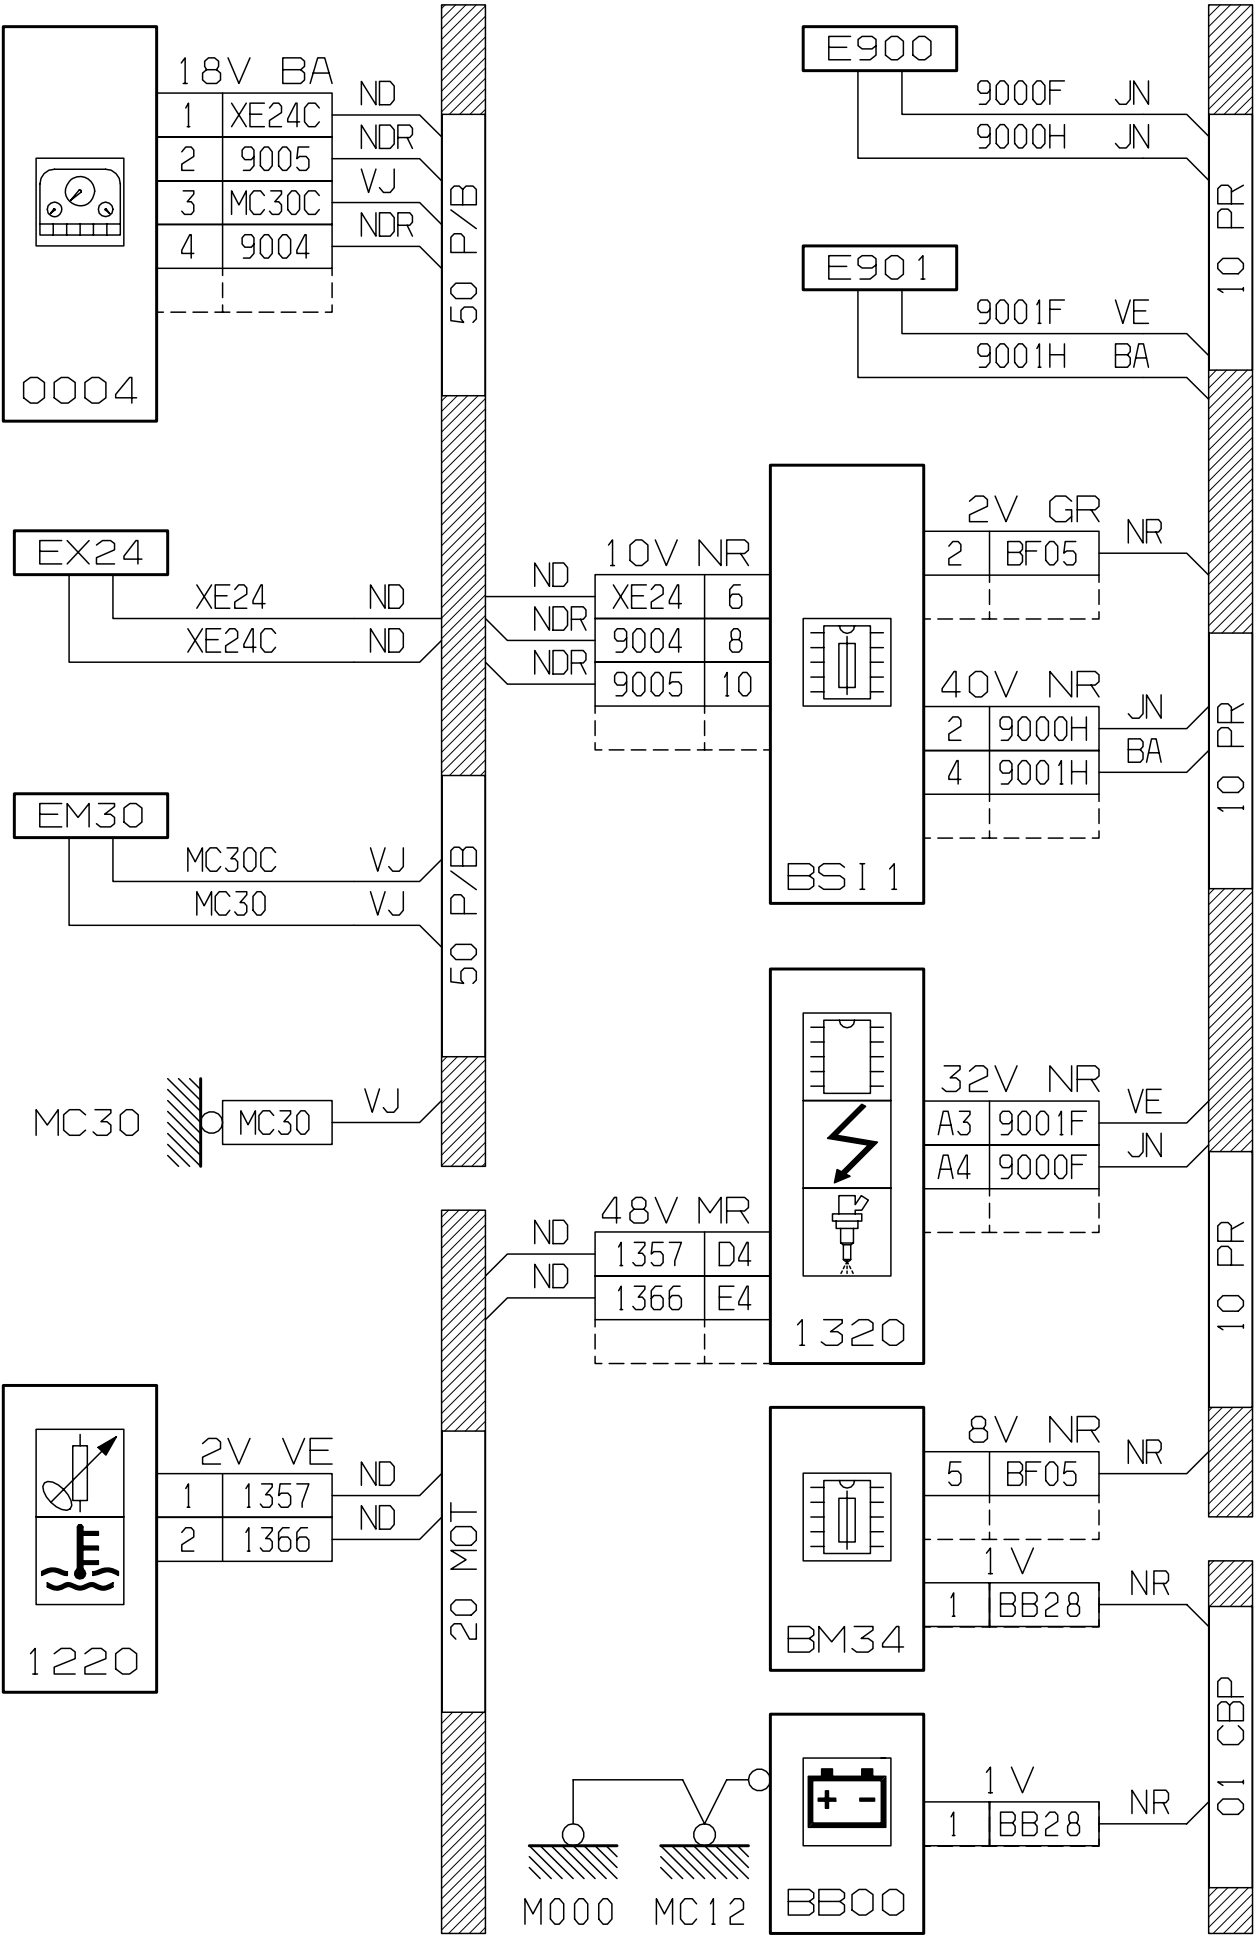 18V BA
1 XE24C ND
2 9005 NDR
3 MC30C VJ
4 9004 NDR
0004
50 P/B
E900
9000F JN
9000H JN
10 PR
E901
9001F VE
9001H BA
EX24
XE24 ND
XE24C ND
10V NR
ND XE24 6
NDR 9004 8
NDR 9005 10
2V GR
2 BF05 NR
40V NR
2 9000H JN
4 9001H BA
BSI1
10 PR
EM30
MC30C VJ
MC30 VJ
50 P/B
MC30 MC30 VJ
32V NR
A3 9001F VE
A4 9000F JN
48V MR
ND 1357 D4
ND 1366 E4
1320
10 PR
2V VE
1 1357 ND
2 1366 ND
1220
20 MOT
8V NR
5 BF05 NR
1V
1 BB28 NR
BM34
01 CBP
1V
1 BB28 NR
+ -
BB00
M000 MC12